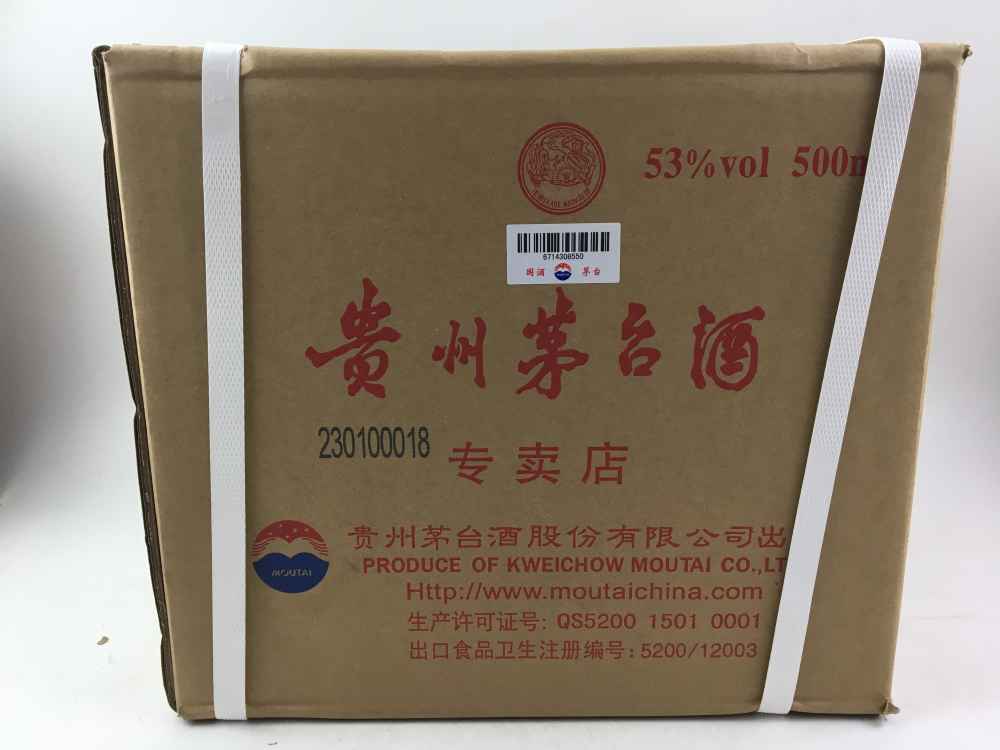 53%vol 500m
6714306550
国酒 茅台
贵州茅台酒
230100018 专卖店
MOUTAI
贵州茅台酒股份有限公司出
PRODUCE OF KWEICHOW MOUTAI CO.,LT
Http://www.moutaichina.com
生产许可证号: QS5200 1501 0001
出口食品卫生注册编号: 5200/12003